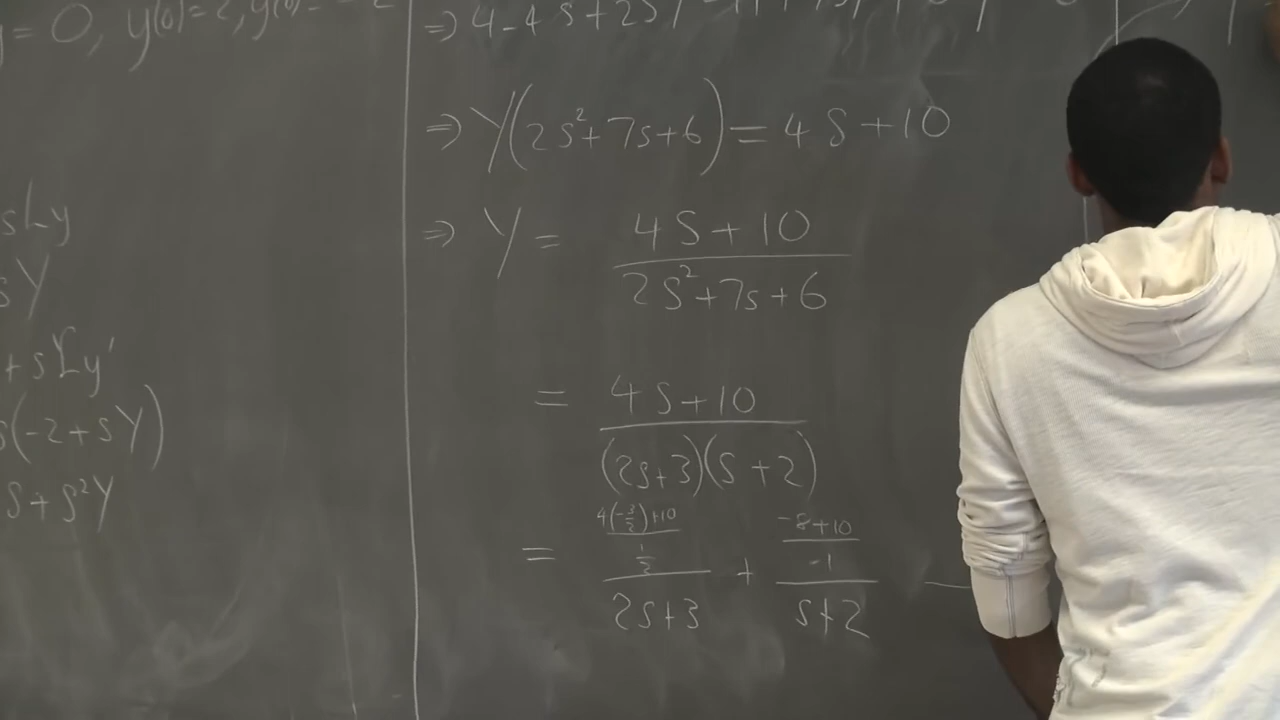 y = 0, y(0)=2, y'(0)=-2
sLy
sY
+ sLy'
s(-2+sY)
S+S²Y
⇒ 4-4s+2s
⇒ Y(2s²+7s+6) = 4S+10
⇒ Y = (4S+10)/(2S²+7s+6)
= (4S+10)/((2s+3)(S+2))
= ((4(-3/2)+10)/(1/2))/(2s+3) + ((-8+10)/(-1))/(s+2)